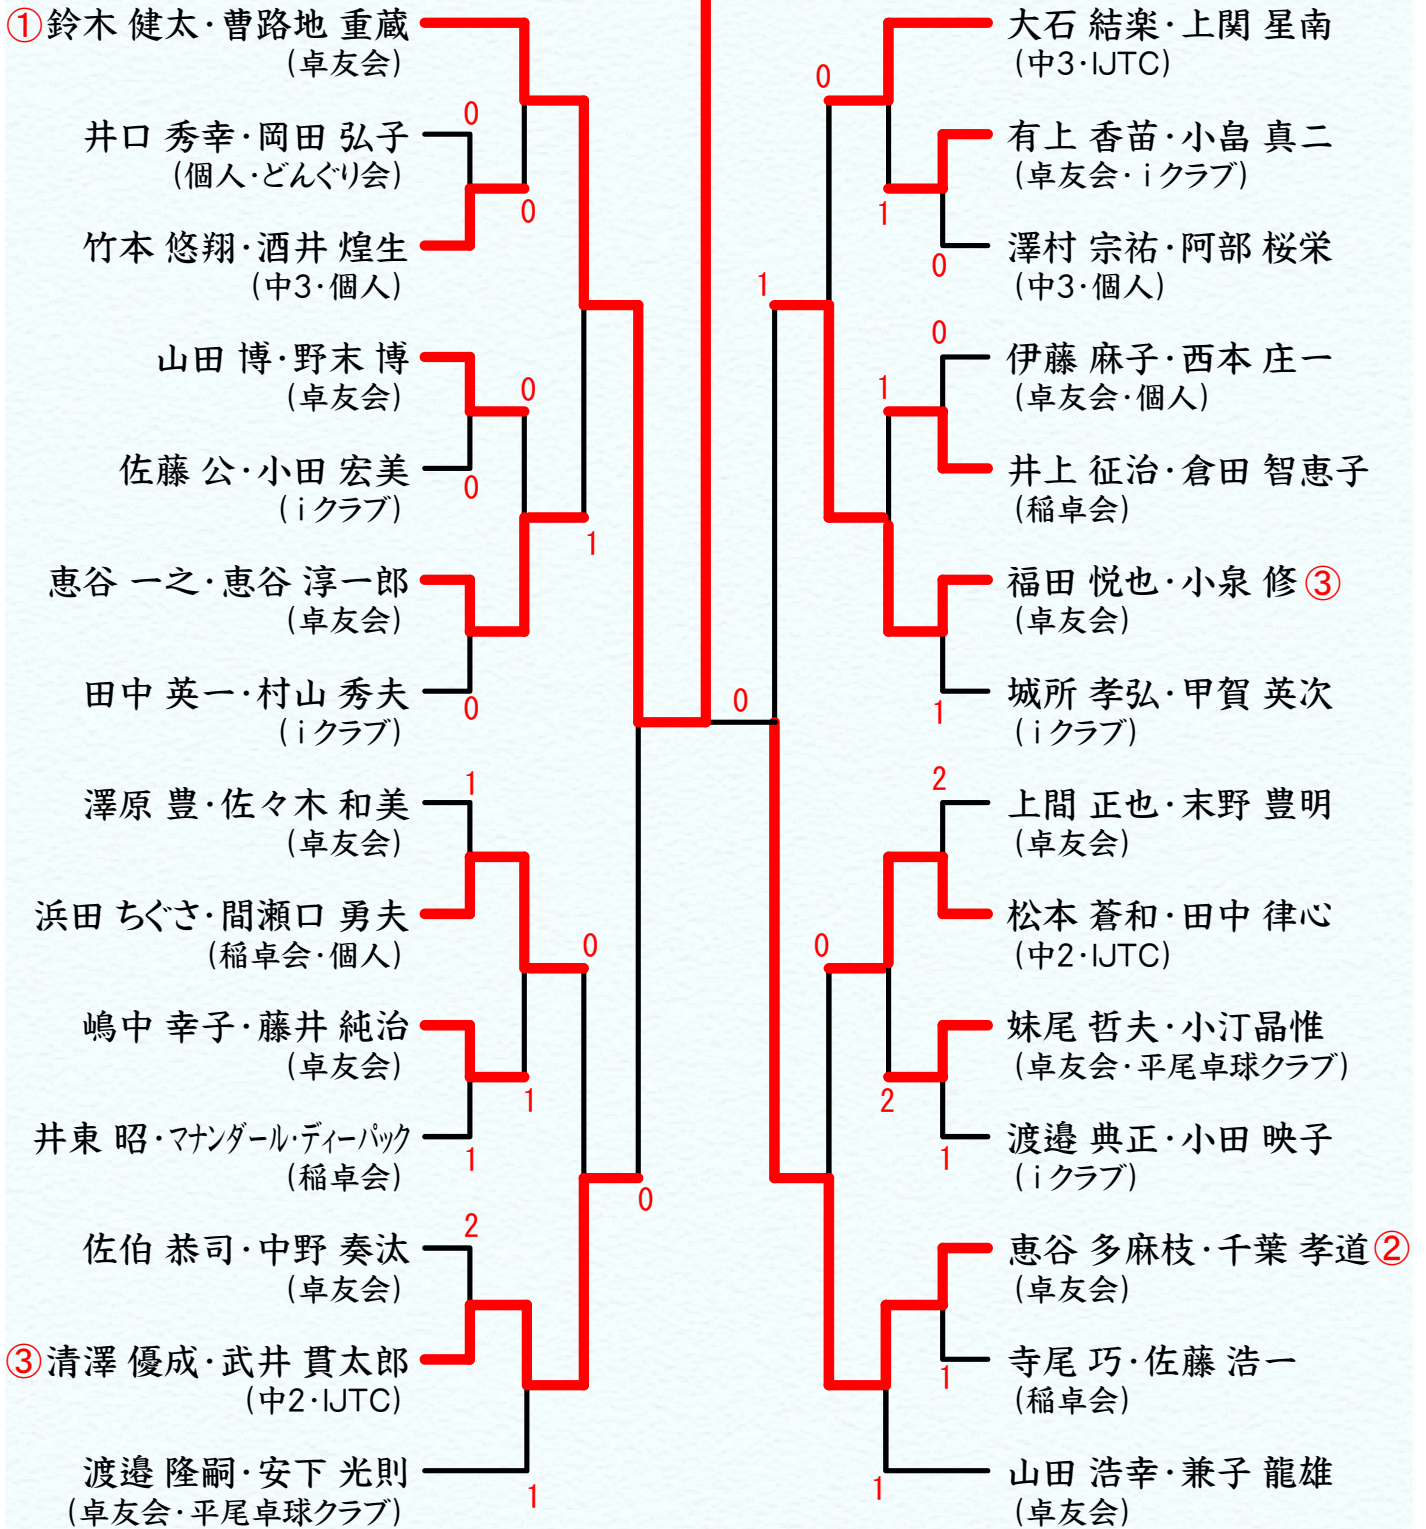 ①鈴木 健太・曹路地 重蔵
(卓友会)
0
井口 秀幸・岡田 弘子
(個人・どんぐり会)
0
竹本 悠翔・酒井 煌生
(中3・個人)
山田 博・野末 博
(卓友会)
0
佐藤 公・小田 宏美
(iクラブ)
0
1
恵谷 一之・恵谷 淳一郎
(卓友会)
田中 英一・村山 秀夫
(iクラブ)
0
1
澤原 豊・佐々木 和美
(卓友会)
浜田 ちぐさ・間瀬口 勇夫
(稲卓会・個人)
0
嶋中 幸子・藤井 純治
(卓友会)
1
井東 昭・マナンダール・ディーパック
(稲卓会)
1
0
2
佐伯 恭司・中野 奏汰
(卓友会)
③清澤 優成・武井 貫太郎
(中2・IJTC)
渡邉 隆嗣・安下 光則
(卓友会・平尾卓球クラブ)
1
0
大石 結楽・上関 星南
(中3・IJTC)
0
有上 香苗・小畠 真二
(卓友会・iクラブ)
1
澤村 宗祐・阿部 桜栄
(中3・個人)
0
1
0
伊藤 麻子・西本 庄一
(卓友会・個人)
1
井上 征治・倉田 智恵子
(稲卓会)
福田 悦也・小泉 修③
(卓友会)
城所 孝弘・甲賀 英次
(iクラブ)
1
2
上間 正也・末野 豊明
(卓友会)
松本 蒼和・田中 律心
(中2・IJTC)
0
妹尾 哲夫・小汀晶惟
(卓友会・平尾卓球クラブ)
2
渡邉 典正・小田 映子
(iクラブ)
1
恵谷 多麻枝・千葉 孝道②
(卓友会)
寺尾 巧・佐藤 浩一
(稲卓会)
1
山田 浩幸・兼子 龍雄
(卓友会)
1